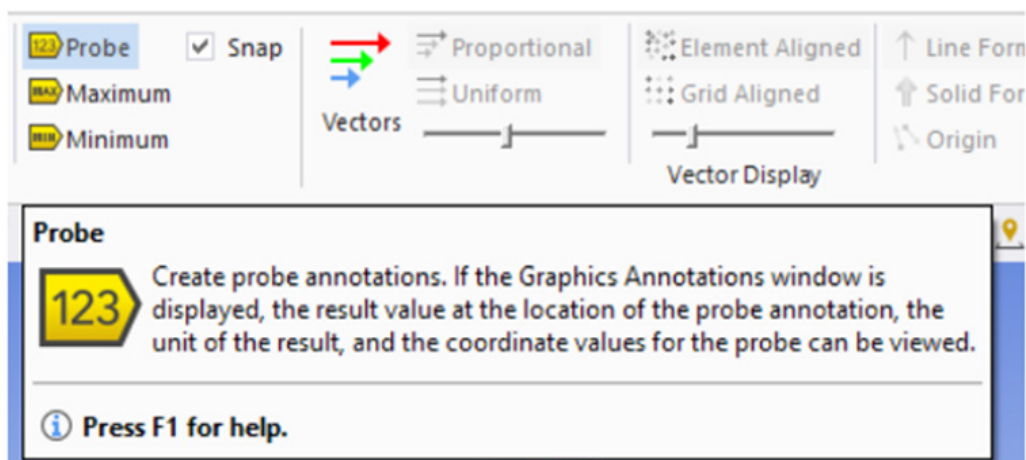 123 Probe
Snap
MAX Maximum
MIN Minimum
Vectors
Proportional
Uniform
Element Aligned
Grid Aligned
Vector Display
Line Form
Solid For
Origin
Probe
123
Create probe annotations. If the Graphics Annotations window is
displayed, the result value at the location of the probe annotation, the
unit of the result, and the coordinate values for the probe can be viewed.
Press F1 for help.